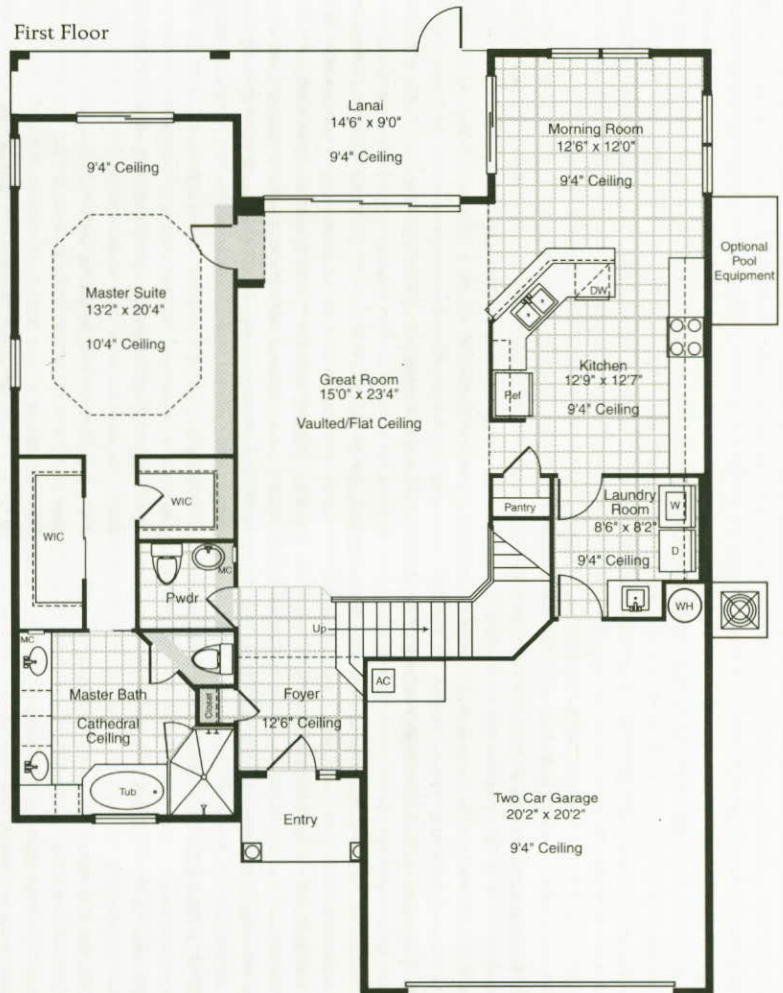 First Floor
Lanai
14'6" x 9'0"
9'4" Ceiling
Morning Room
12'6" x 12'0"
9'4" Ceiling
9'4" Ceiling
Master Suite
13'2" x 20'4"
10'4" Ceiling
Optional
Pool
Equipment
DW
Great Room
15'0" x 23'4"
Vaulted/Flat Ceiling
Kitchen
12'9" x 12'7"
9'4" Ceiling
Ref
WIC
WIC
Pantry
Laundry
Room
8'6" x 8'2"
9'4" Ceiling
W
D
WH
MC
Pwdr
Up
MC
Master Bath
Cathedral
Ceiling
Closet
Foyer
12'6" Ceiling
AC
Tub
Entry
Two Car Garage
20'2" x 20'2"
9'4" Ceiling